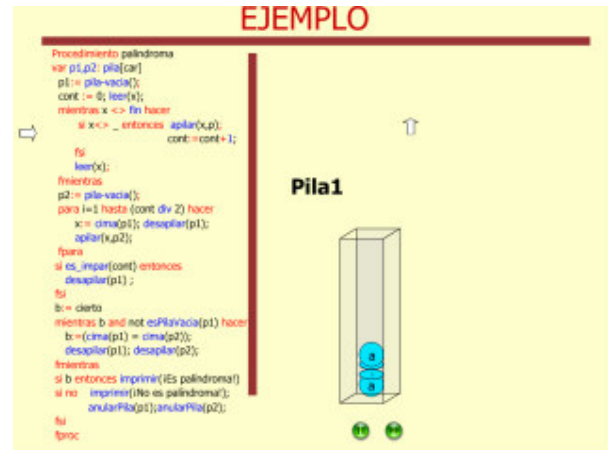 EJEMPLO
Procedimiento palindroma
var p1,p2: pila[car]
p1:= pila-vacia();
cont := 0; leer(x);
mientras x <> fin hacer
si x<> _ entonces apilar(x,p);
cont:=cont+1;
fsi
leer(x);
fmientras
p2:= pila-vacia();
para i=1 hasta (cont div 2) hacer
x:= cima(p1); desapilar(p1);
apilar(x,p2);
fpara
si es_impar(cont) entonces
desapilar(p1) ;
fsi
b:= cierto
mientras b and not esPilaVacia(p1) hacer
b:=(cima(p1) = cima(p2));
desapilar(p1); desapilar(p2);
fmientras
si b entonces imprimir(¡Es palindroma!)
si no imprimir(¡No es palindroma!);
anularPila(p1);anularPila(p2);
fsi
fproc
Pila1
a
a